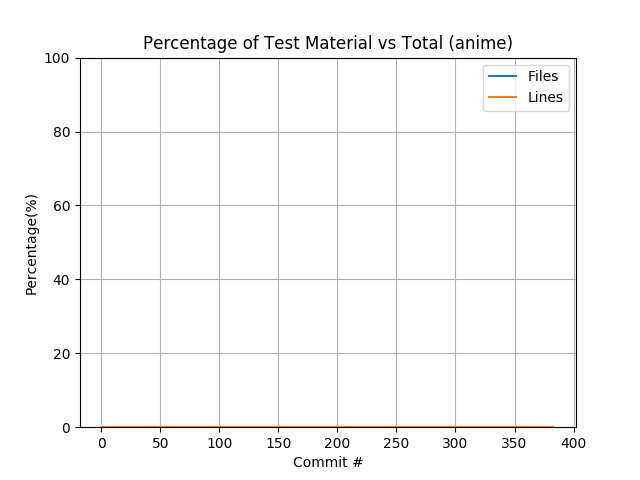 Percentage of Test Material vs Total (anime)
100
80
60
40
20
0
Percentage(%)
Files
Lines
0 50 100 150 200 250 300 350 400
Commit #